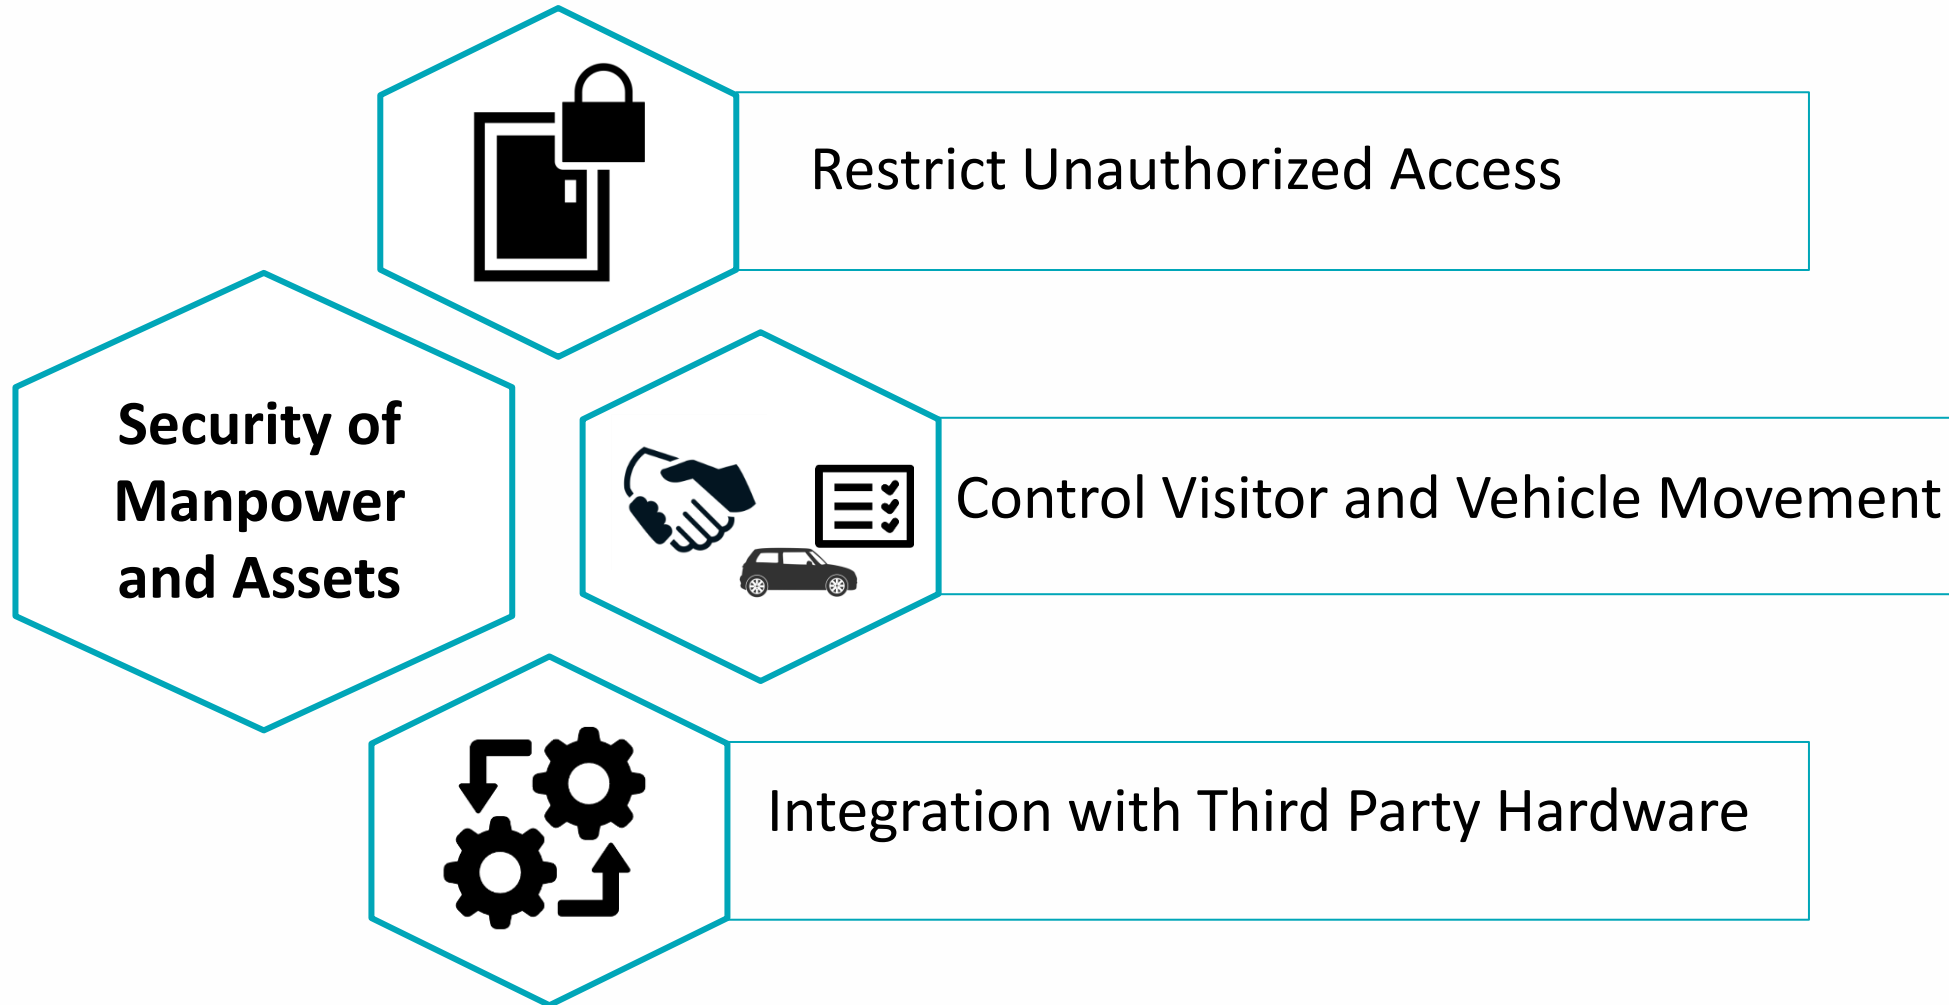 Restrict Unauthorized Access
Security of
Manpower
and Assets
Control Visitor and Vehicle Movement
Integration with Third Party Hardware